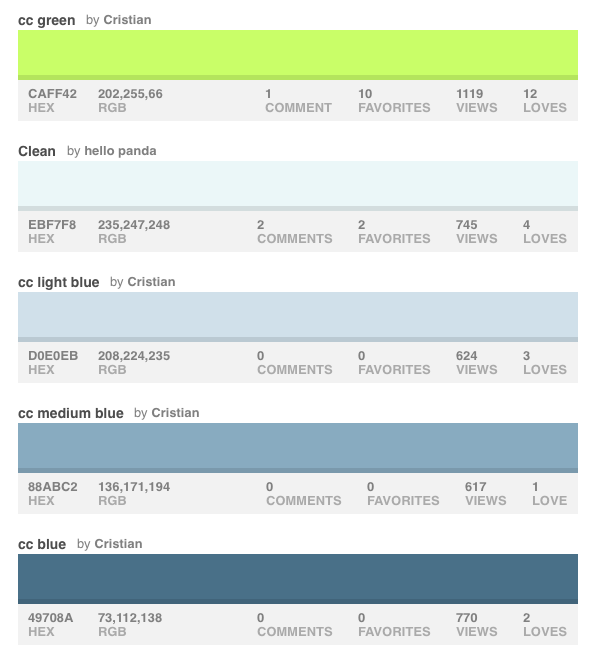 cc green by Cristian
CAFF42 202,255,66 1 10 1119 12
HEX RGB COMMENT FAVORITES VIEWS LOVES
Clean by hello panda
EBF7F8 235,247,248 2 2 745 4
HEX RGB COMMENTS FAVORITES VIEWS LOVES
cc light blue by Cristian
D0E0EB 208,224,235 0 0 624 3
HEX RGB COMMENTS FAVORITES VIEWS LOVES
cc medium blue by Cristian
88ABC2 136,171,194 0 0 617 1
HEX RGB COMMENTS FAVORITES VIEWS LOVE
cc blue by Cristian
49708A 73,112,138 0 0 770 2
HEX RGB COMMENTS FAVORITES VIEWS LOVES